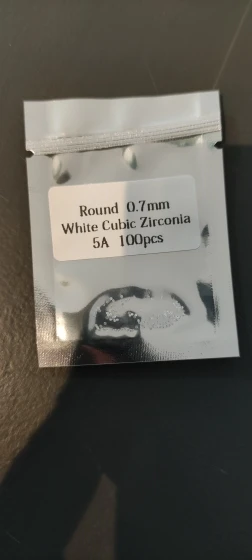 Round 0.7mm
White Cubic Zirconia
5A 100pcs